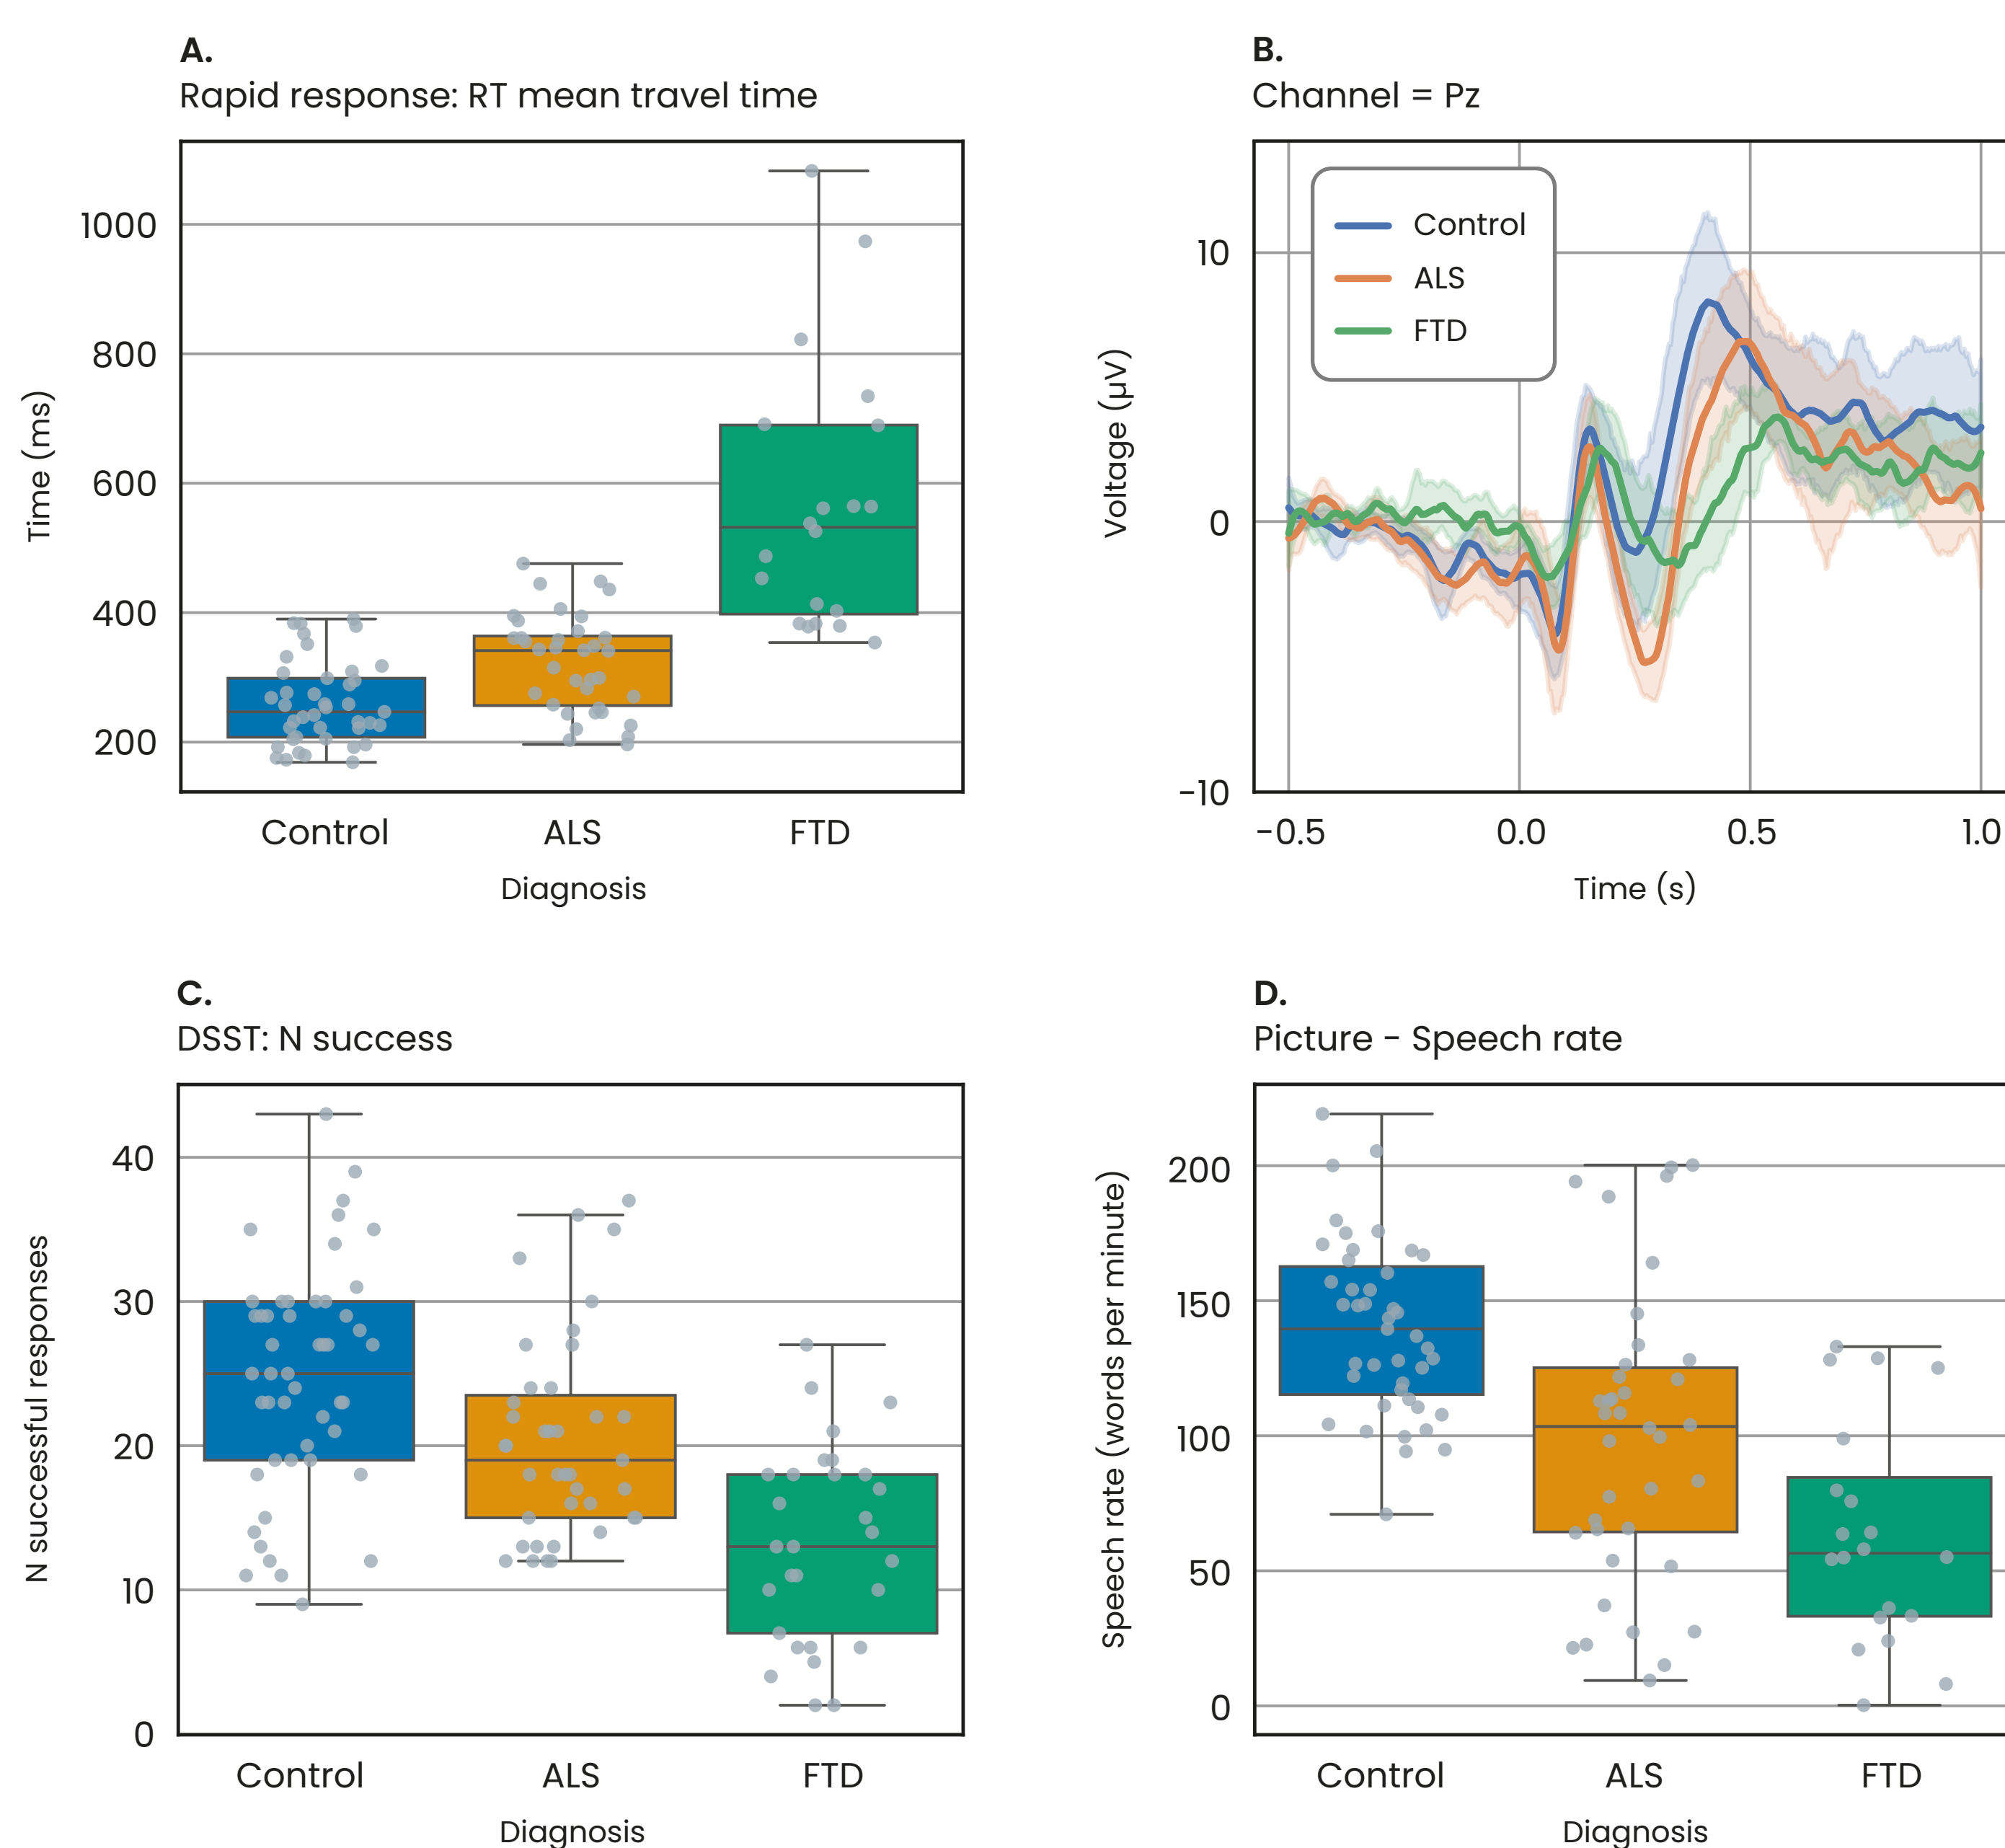 A.
Rapid response: RT mean travel time
Time (ms)
1000
800
600
400
200
Control ALS FTD
Diagnosis
B.
Channel = Pz
Voltage (μV)
Control
ALS
FTD
10
0
-10
-0.5 0.0 0.5 1.0
Time (s)
C.
DSST: N success
N successful responses
40
30
20
10
0
Control ALS FTD
Diagnosis
D.
Picture - Speech rate
Speech rate (words per minute)
200
150
100
50
0
Control ALS FTD
Diagnosis